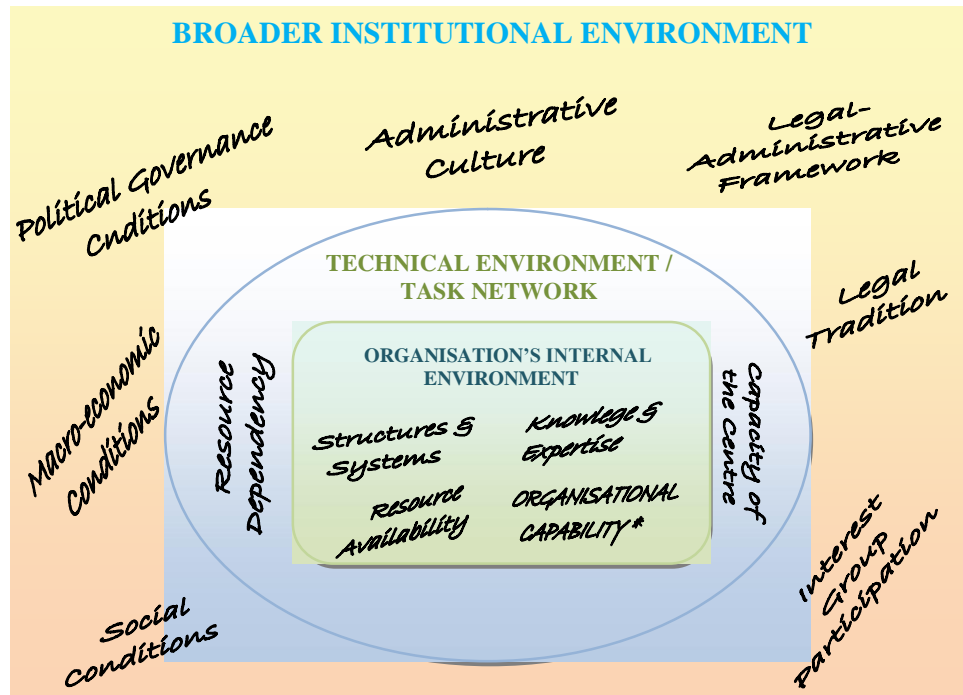 BROADER INSTITUTIONAL ENVIRONMENT
Political Governance
Cnditions
Administrative
Culture
Legal-
Administrative
Framework
TECHNICAL ENVIRONMENT /
TASK NETWORK
Legal
Tradition
Macro-economic
Conditions
Resource
Dependency
ORGANISATION'S INTERNAL
ENVIRONMENT
Structures &
Systems
Knowlege &
Expertise
Resource
Availability
ORGANISATIONAL
CAPABILITY *
Capacity of
the Centre
Social
Conditions
Interest
Group
Participation